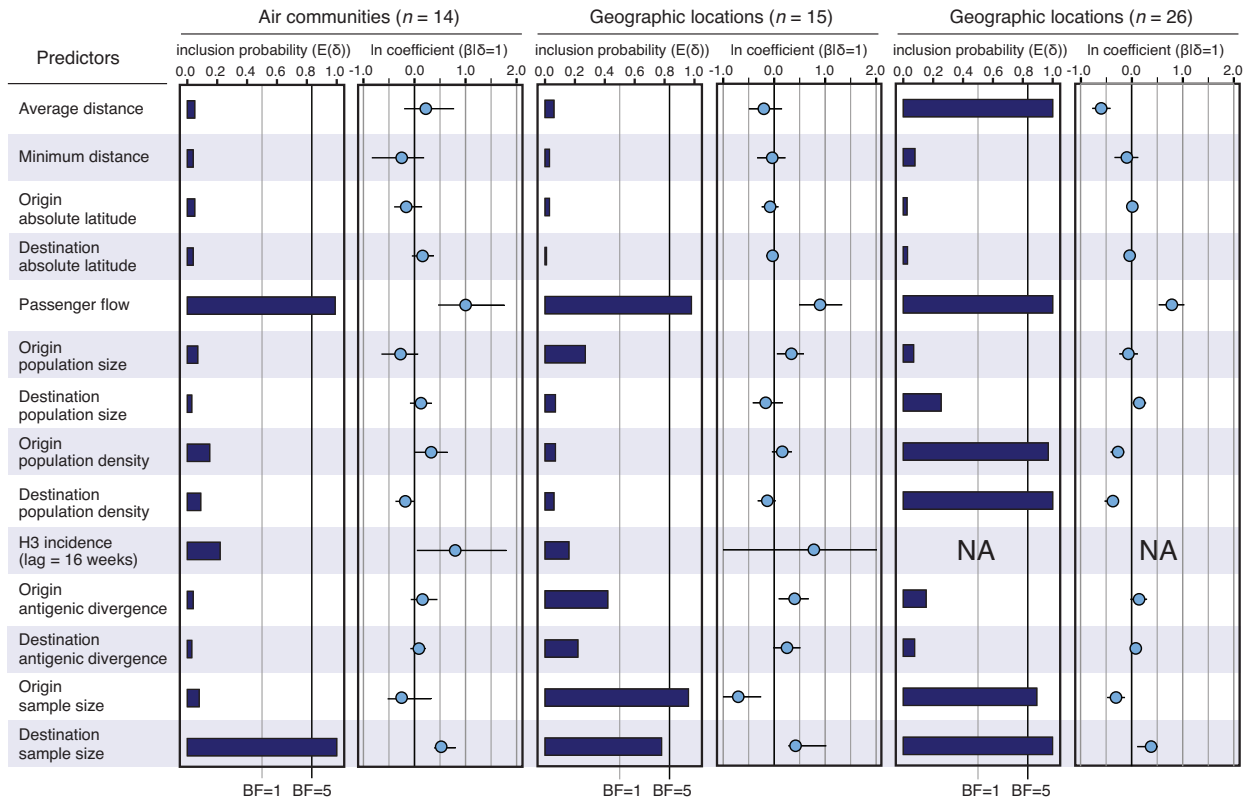 Air communities (n = 14)
Geographic locations (n = 15)
Geographic locations (n = 26)
Predictors
inclusion probability (E(δ))
ln coefficient (β|δ=1)
inclusion probability (E(δ))
ln coefficient (β|δ=1)
inclusion probability (E(δ))
ln coefficient (β|δ=1)
0.0 0.2 0.4 0.6 0.8 1.0
-1.0 0.0 1.0 2.0
0.0 0.2 0.4 0.6 0.8 1.0
-1.0 0.0 1.0 2.0
0.0 0.2 0.4 0.6 0.8 1.0
-1.0 0.0 1.0 2.0
Average distance
Minimum distance
Origin
absolute latitude
Destination
absolute latitude
Passenger flow
Origin
population size
Destination
population size
Origin
population density
Destination
population density
H3 incidence
(lag = 16 weeks)
NA
NA
Origin
antigenic divergence
Destination
antigenic divergence
Origin
sample size
Destination
sample size
BF=1 BF=5
BF=1 BF=5
BF=1 BF=5